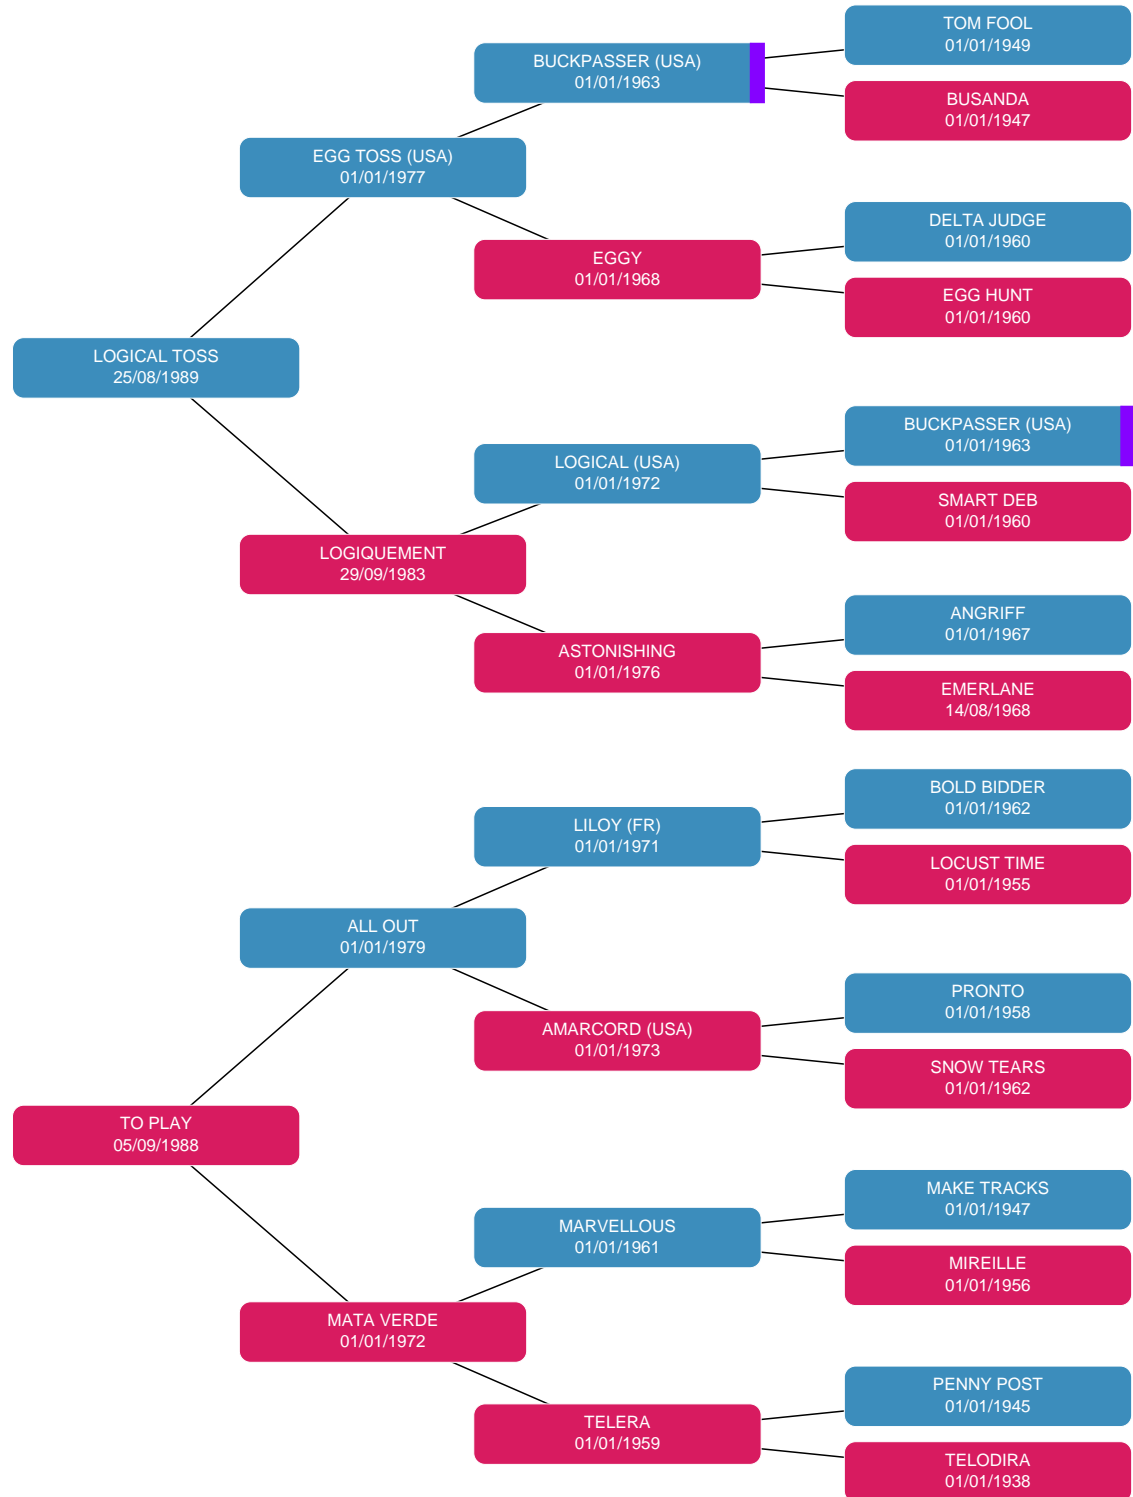 TOM FOOL
01/01/1949
BUCKPASSER (USA)
01/01/1963
BUSANDA
01/01/1947
EGG TOSS (USA)
01/01/1977
DELTA JUDGE
01/01/1960
EGGY
01/01/1968
EGG HUNT
01/01/1960
LOGICAL TOSS
25/08/1989
BUCKPASSER (USA)
01/01/1963
LOGICAL (USA)
01/01/1972
SMART DEB
01/01/1960
LOGIQUEMENT
29/09/1983
ANGRIFF
01/01/1967
ASTONISHING
01/01/1976
EMERLANE
14/08/1968
BOLD BIDDER
01/01/1962
LILOY (FR)
01/01/1971
LOCUST TIME
01/01/1955
ALL OUT
01/01/1979
PRONTO
01/01/1958
AMARCORD (USA)
01/01/1973
SNOW TEARS
01/01/1962
TO PLAY
05/09/1988
MAKE TRACKS
01/01/1947
MARVELLOUS
01/01/1961
MIREILLE
01/01/1956
MATA VERDE
01/01/1972
PENNY POST
01/01/1945
TELERA
01/01/1959
TELODIRA
01/01/1938